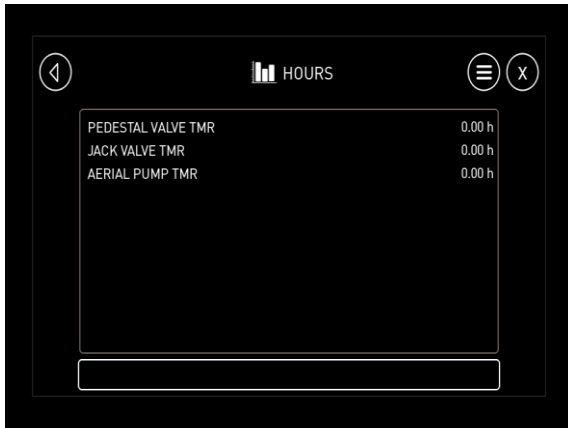 HOURS
X
PEDESTAL VALVE TMR 0.00 h
JACK VALVE TMR 0.00 h
AERIAL PUMP TMR 0.00 h